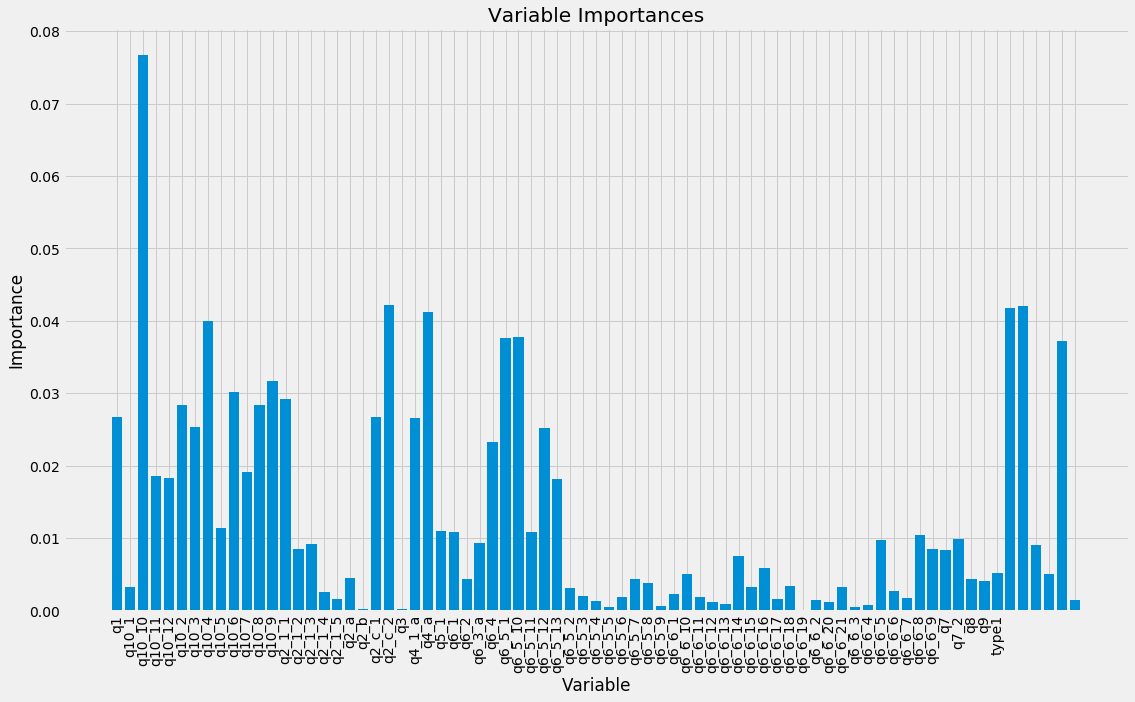 Variable Importances
0.08
0.07
0.06
0.05
0.04
0.03
0.02
0.01
0.00
Importance
q1
q10_1
q10_10
q10_11
q10_12
q10_2
q10_3
q10_4
q10_5
q10_6
q10_7
q10_8
q10_9
q2_1_1
q2_1_2
q2_1_3
q2_1_4
q2_1_5
q2_a
q2_b
q2_c_1
q2_c_2
q3
q4_1_a
q4_a
q5_1
q6_1
q6_2
q6_3_a
q6_4
q6_5_1
q6_5_10
q6_5_11
q6_5_12
q6_5_13
q6_5_2
q6_5_3
q6_5_4
q6_5_5
q6_5_6
q6_5_7
q6_5_8
q6_5_9
q6_6_1
q6_6_10
q6_6_11
q6_6_12
q6_6_13
q6_6_14
q6_6_15
q6_6_16
q6_6_17
q6_6_18
q6_6_19
q6_6_2
q6_6_20
q6_6_21
q6_6_3
q6_6_4
q6_6_5
q6_6_6
q6_6_7
q6_6_8
q6_6_9
q7
q7_2
q8
q9
type1
Variable